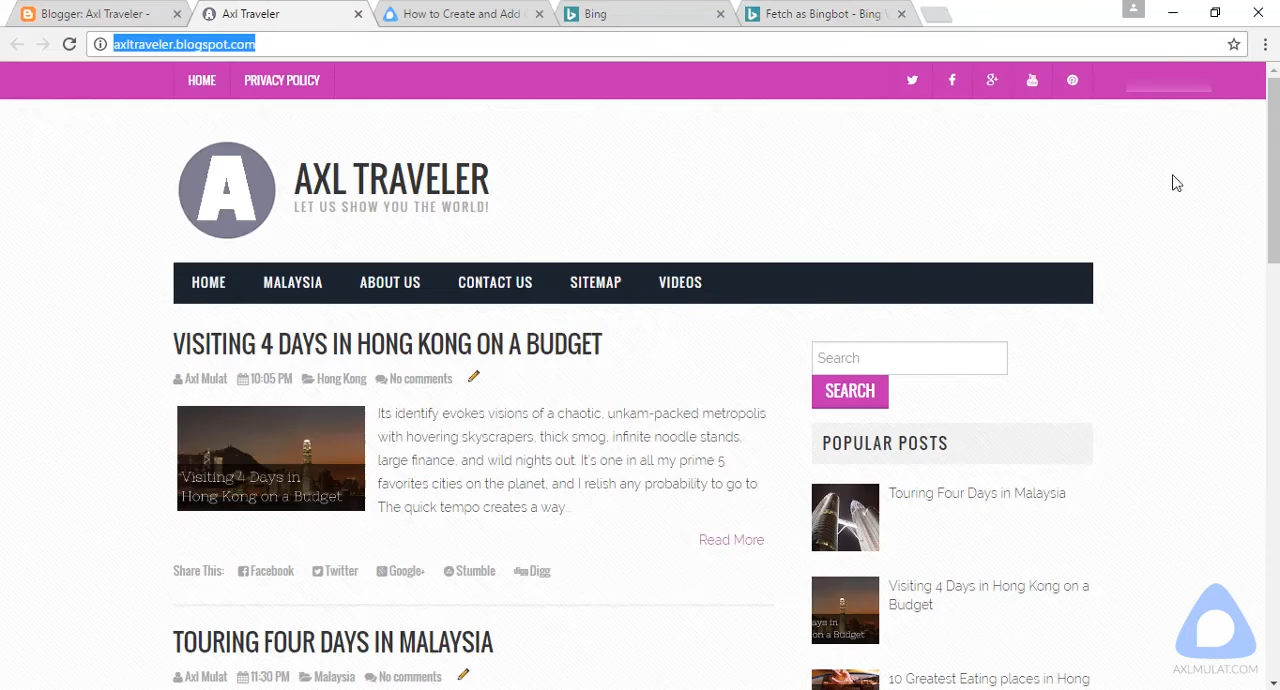 Blogger: Axl Traveler -
Axl Traveler
How to Create and Add
Bing
Fetch as Bingbot - Bing
axltraveler.blogspot.com
HOME
PRIVACY POLICY
A
AXL TRAVELER
LET US SHOW YOU THE WORLD!
HOME
MALAYSIA
ABOUT US
CONTACT US
SITEMAP
VIDEOS
VISITING 4 DAYS IN HONG KONG ON A BUDGET
Axl Mulat
10:05 PM
Hong Kong
No comments
Visiting 4 Days in
Hong Kong on a Budget
Its identify evokes visions of a chaotic, unkam-packed metropolis
with hovering skyscrapers, thick smog, infinite noodle stands,
large finance, and wild nights out. It's one in all my prime 5
favorites cities on the planet, and I relish any probability to go to.
The quick tempo creates a way...
Read More
Share This:
Facebook
Twitter
Google+
Stumble
Digg
TOURING FOUR DAYS IN MALAYSIA
Axl Mulat
11:30 PM
Malaysia
No comments
Search
SEARCH
POPULAR POSTS
Touring Four Days in Malaysia
Visiting 4 Days in Hong Kong on a
Budget
ays in
on a Budget
10 Greatest Eating places in Hong
AXLMULAT.COM